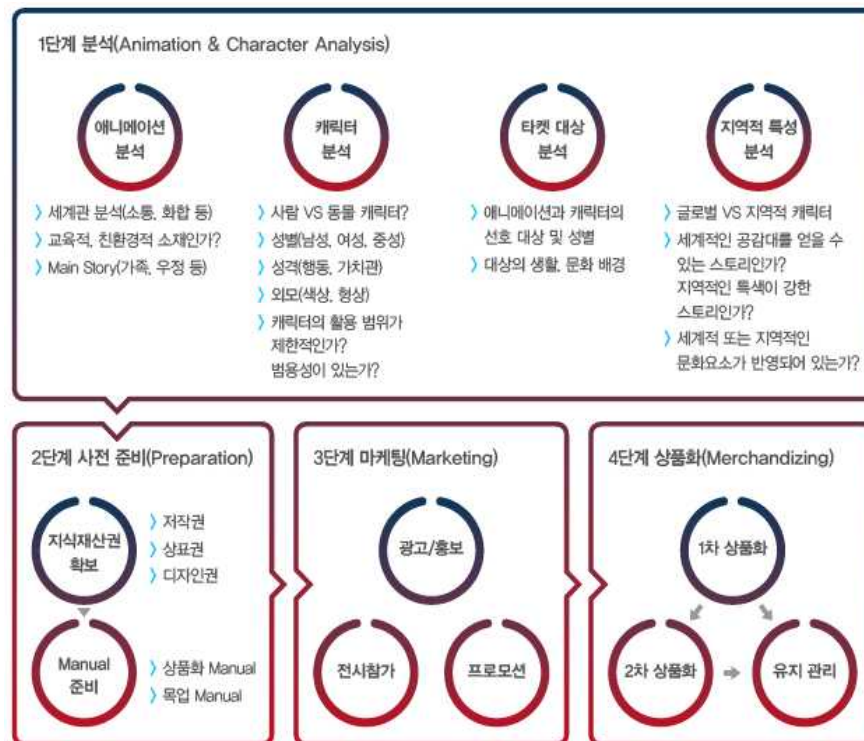 1단계 분석(Animation & Character Analysis)
애니메이션
분석
〉 세계관 분석(소통, 화합 등)
〉 교육적, 친환경적 소재인가?
〉 Main Story(가족, 우정 등)
캐릭터
분석
〉 사람 VS 동물 캐릭터?
〉 성별(남성, 여성, 중성)
〉 성격(행동, 가치관)
〉 외모(색상, 형상)
〉 캐릭터의 활용 범위가
제한적인가?
범용성이 있는가?
타켓 대상
분석
〉 애니메이션과 캐릭터의
선호 대상 및 성별
〉 대상의 생활, 문화 배경
지역적 특성
분석
〉 글로벌 VS 지역적 캐릭터
〉 세계적인 공감대를 얻을 수
있는 스토리인가?
지역적인 특색이 강한
스토리인가?
〉 세계적 또는 지역적인
문화요소가 반영되어 있는가?
2단계 사전 준비(Preparation)
지식재산권
확보
〉 저작권
〉 상표권
〉 디자인권
Manual
준비
〉 상품화 Manual
〉 목업 Manual
3단계 마케팅(Marketing)
광고/홍보
전시참가
프로모션
4단계 상품화(Merchandizing)
1차 상품화
2차 상품화
유지 관리